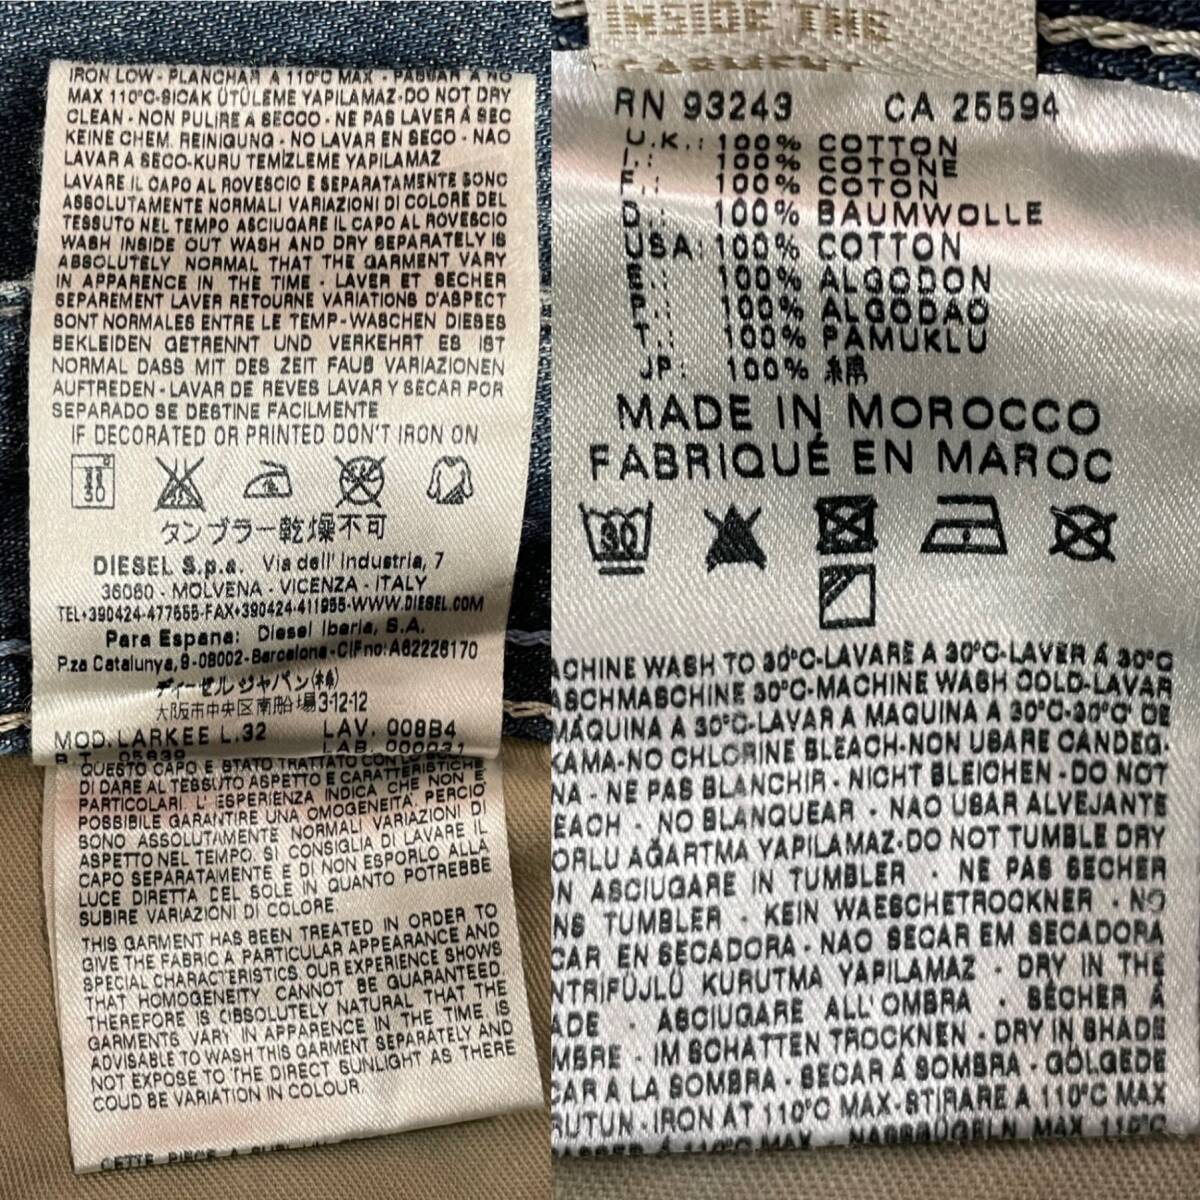 IRON LOW - PLANCHAR A 110°C MAX - PASSAR A NO
MAX 110°C-SICAK ÜTÜLEME YAPILAMAZ-DO NOT DRY
CLEAN - NON PULIRE A SECCO - NE PAS LAVER Á SEC
KEINE CHEM. REINIGUNG - NO LAVAR EN SECO - NAO
LAVAR A SECO-KURU TEMİZLEME YAPILAMAZ
LAVARE IL CAPO AL ROVESCIO E SEPARATAMENTE SONO
ASSOLUTAMENTE NORMALI VARIAZIONI DI COLORE DEL
TESSUTO NEL TEMPO ASCIUGARE IL CAPO AL ROVESCIO
WASH INSIDE OUT WASH AND DRY SEPARATELY IS
ABSOLUTELY NORMAL THAT THE GARMENT VARY
IN APPARENCE IN THE TIME - LAVER ET SECHER
SEPAREMENT LAVER RETOURNE VARIATIONS D'ASPECT
SONT NORMALES ENTRE LE TEMP-WASCHEN DIESES
BEKLEIDEN GETRENNT UND VERKEHRT ES IST
NORMAL DASS MIT DES ZEIT FAUB VARIAZIONEN
AUFTREDEN-LAVAR DE REVES LAVAR Y SECAR POR
SEPARADO SE DESTINE FACILMENTE
IF DECORATED OR PRINTED DON'T IRON ON
30
タンブラー乾燥不可
DIESEL S.p.a. Via dell' Industria, 7
36060 - MOLVENA - VICENZA - ITALY
TEL+390424-477555-FAX+390424-411955-WWW.DIESEL.COM
Para Espana: Diesel Iberia, S.A.
P.za Catalunya,9-08002-Barcelona-CIFno:A62226170
ディーゼルジャパン(株)
大阪市中央区南船場3-12-12
MOD.LARKEE L.32 LAV. 008B4
LAB. 000031
QUESTO CAPO E STATO TRATTATO CON
DI DARE AL TESSUTO ASPETTO E CARATTERISTICHE
PARTICOLARI. L' ESPERIENZA INDICA CHE NON E'
POSSIBILE GARANTIRE UNA OMOGENEITA', PERCIO'
SONO ASSOLUTAMENTE NORMALI VARIAZIONI DI
ASPETTO NEL TEMPO. SI CONSIGLIA DI LAVARE IL
CAPO SEPARATAMENTE E DI NON ESPORLO ALLA
LUCE DIRETTA DEL SOLE IN QUANTO POTREBBE
SUBIRE VARIAZIONI DI COLORE
THIS GARMENT HAS BEEN TREATED IN ORDER TO
GIVE THE FABRIC A PARTICULAR APPEARANCE AND
SPECIAL CHARACTERISTICS. OUR EXPERIENCE SHOWS
THAT HOMOGENEITY CANNOT BE GUARANTEED.
THEREFORE IS CIBSOLUTELY NATURAL THAT THE
GARMENTS VARY IN APPARENCE IN THE TIME. IS
ADVISABLE TO WASH THIS GARMENT SEPARATELY AND
NOT EXPOSE TO THE DIRECT SUNLIGHT AS THERE
COUD BE VARIATION IN COLOUR.
CETTE PIECE A
INSIDE THE
GARMENT
RN 93243 CA 25594
U.K.: 100% COTTON
I.: 100% COTONE
F.: 100% COTON
D.: 100% BAUMWOLLE
USA: 100% COTTON
E.: 100% ALGODON
P.: 100% ALGODAO
T.: 100% PAMUKLU
JP: 100% 綿
MADE IN MOROCCO
FABRIQUÉ EN MAROC
30
ACHINE WASH TO 30°C-LAVARE A 30°C-LAVER Á 30°C
ASCHMASCHINE 30°C-MACHINE WASH COLD-LAVAR
MÁQUINA A 30°C-LAVAR A MAQUINA A 30°C-30°C' DE
KAMA-NO CHLORINE BLEACH-NON USARE CANDEG-
NA - NE PAS BLANCHIR - NICHT BLEICHEN - DO NOT
EACH - NO BLANQUEAR - NAO USAR ALVEJANTE
ORLU AĞARTMA YAPILAMAZ-DO NOT TUMBLE DRY
N ASCIUGARE IN TUMBLER - NE PAS SECHER
NS TUMBLER - KEIN WAESCHETROCKNER - NO
CAR EN SECADORA - NAO SECAR EM SECADORA
NTRIFÜJLÜ KURUTMA YAPILAMAZ - DRY IN THE
ADE - ASCIUGARE ALL'OMBRA - SÉCHER Á
MBRE - IM SCHATTEN TROCKNEN - DRY IN SHADE
CAR A LA SOMBRA - SECAR Á SOMBRA - GÖLGEDE
RUTUN - IRON AT 110°C MAX-STIRARE A 110°C MAX
110°C MAX - NASSBÜGELN MAX 110°C